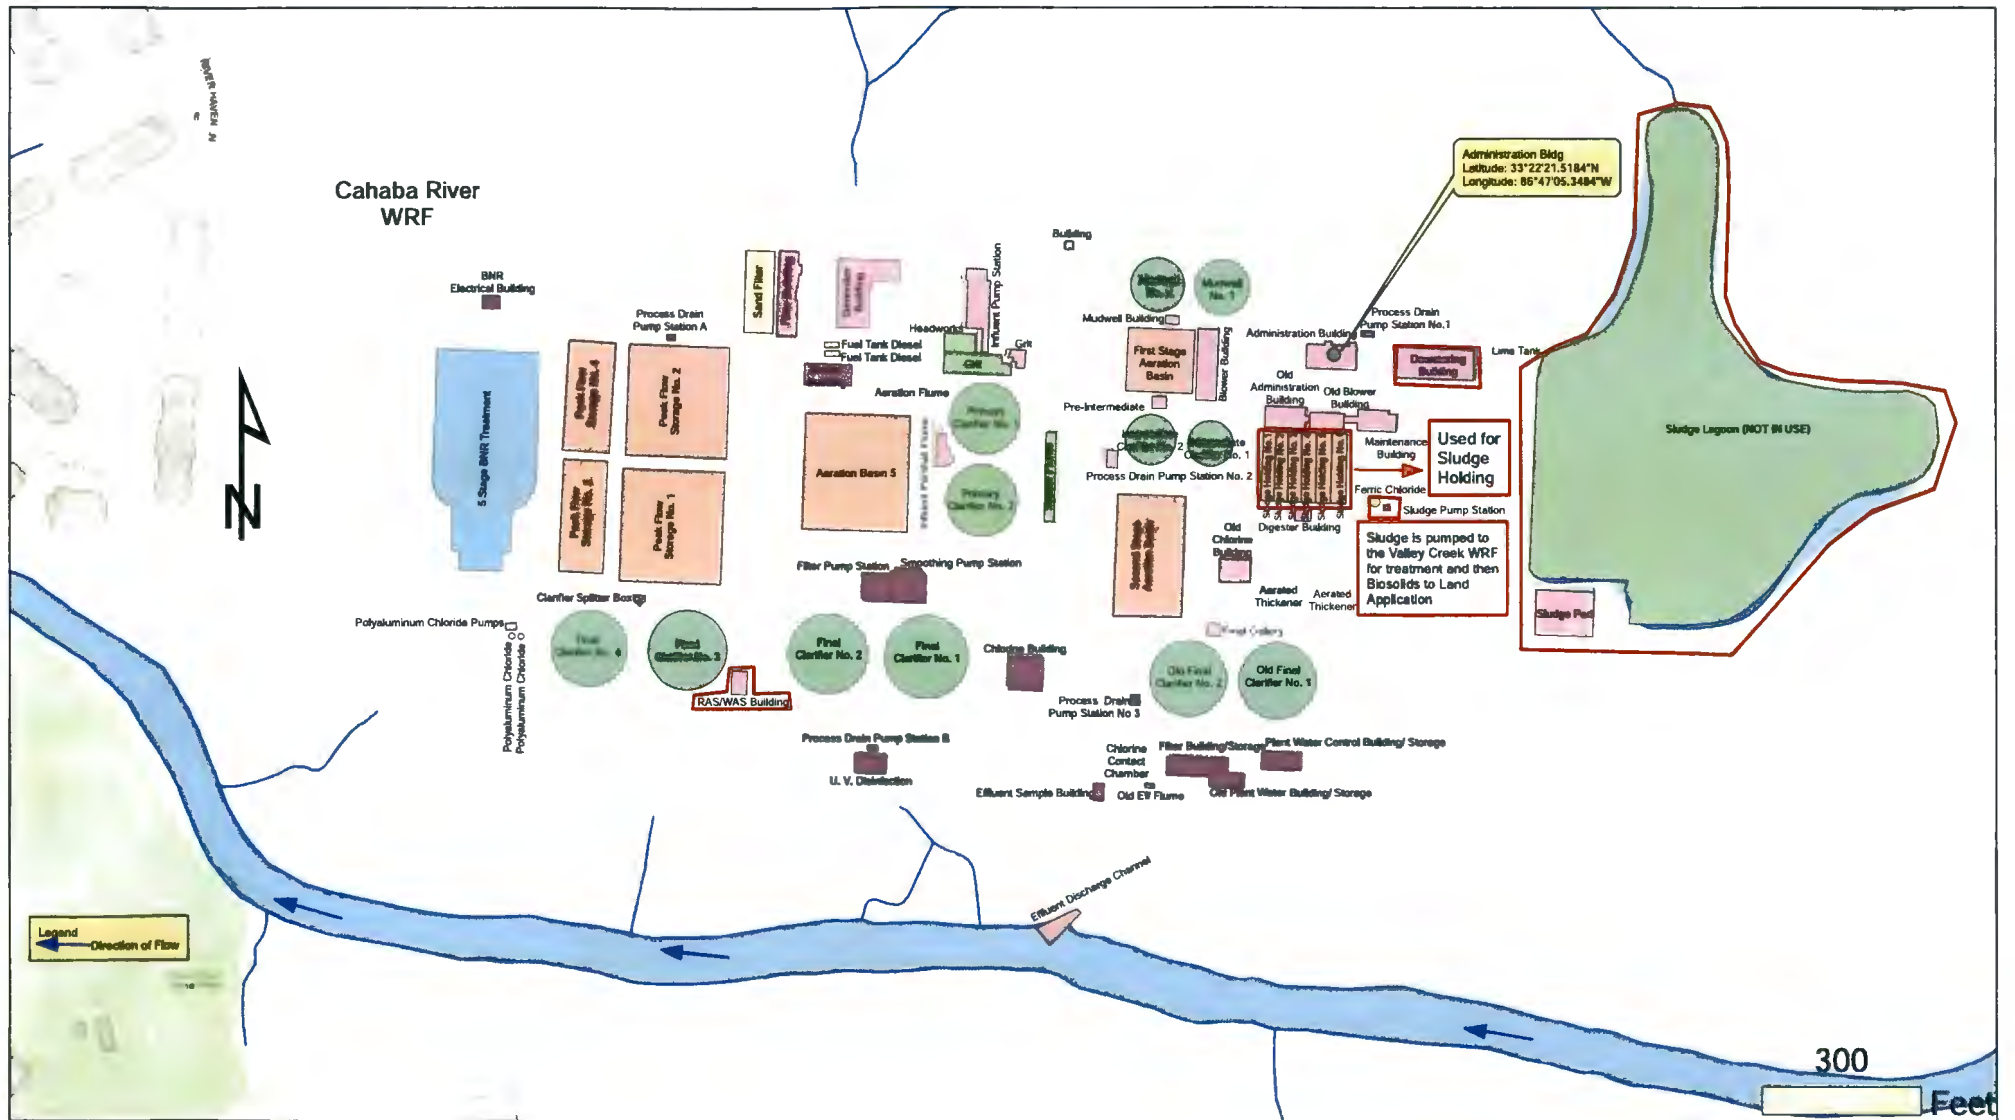 Cahaba River
WRF
Administration Bldg
Latitude: 33°22'21.5184"N
Longitude: 86°47'05.3484"W
Building
BNR
Electrical Building
Sand Filter
Influent Pump Station
Mudwell
No. 1
Process Drain
Pump Station A
Mudwell Building
Process Drain
Pump Station No.1
Administration Building
Headworks
Grit
Grit
Fuel Tank Diesel
Fuel Tank Diesel
First Stage
Aeration
Basin
Blower Building
Dewatering
Building
Lime Tank
Peak Flow
Storage No. 4
Peak Flow
Storage No. 2
Aeration Flume
Old
Administration
Building
Old Blower
Building
Pre-Intermediate
Primary
Clarifier No. 1
Sludge Lagoon (NOT IN USE)
5 Stage BNR Treatment
Aeration Basin 5
Maintenance
Building
Used for
Sludge
Holding
Process Drain Pump Station No. 2
Sludge Holding No.
Peak Flow
Storage No. 1
Primary
Clarifier No. 2
Ferric Chloride
Sludge Pump Station
Digester Building
Old
Chlorine
Building
Sludge is pumped to
the Valley Creek WRF
for treatment and then
Biosolids to Land
Application
Filter Pump Station
Smoothing Pump Station
Aerated
Thickener
Aerated
Thickener
Clarifier Splitter Box
Sludge Pad
Polyaluminum Chloride Pumps
Polyaluminum Chloride
Polyaluminum Chloride
Final
Clarifier No. 4
Final
Clarifier No. 3
Final
Clarifier No. 2
Final
Clarifier No. 1
Chlorine Building
Final Gallery
Old Final
Clarifier No. 2
Old Final
Clarifier No. 1
RAS/WAS Building
Process Drain
Pump Station No 3
Process Drain Pump Station B
U. V. Disinfection
Chlorine
Contact
Chamber
Filter Building/Storage
Plant Water Control Building/ Storage
Effluent Sample Building
Old Eff Flume
Old Plant Water Building/ Storage
Effluent Discharge Channel
Legend
Direction of Flow
N
300
Feet